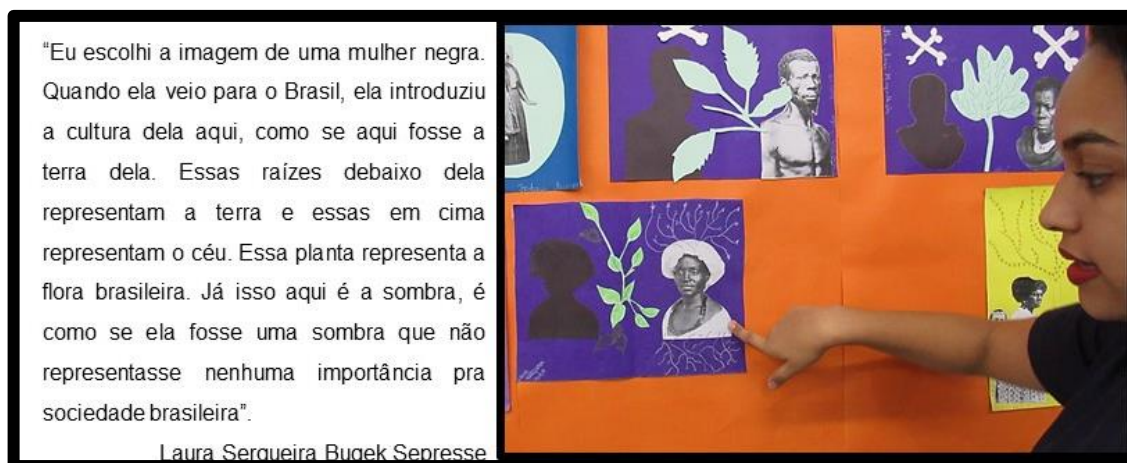 “Eu escolhi a imagem de uma mulher negra.
Quando ela veio para o Brasil, ela introduziu
a cultura dela aqui, como se aqui fosse a
terra dela. Essas raízes debaixo dela
representam a terra e essas em cima
representam o céu. Essa planta representa a
flora brasileira. Já isso aqui é a sombra, é
como se ela fosse uma sombra que não
representasse nenhuma importância pra
sociedade brasileira”.
Laura Sergueira Bugek Sepresse